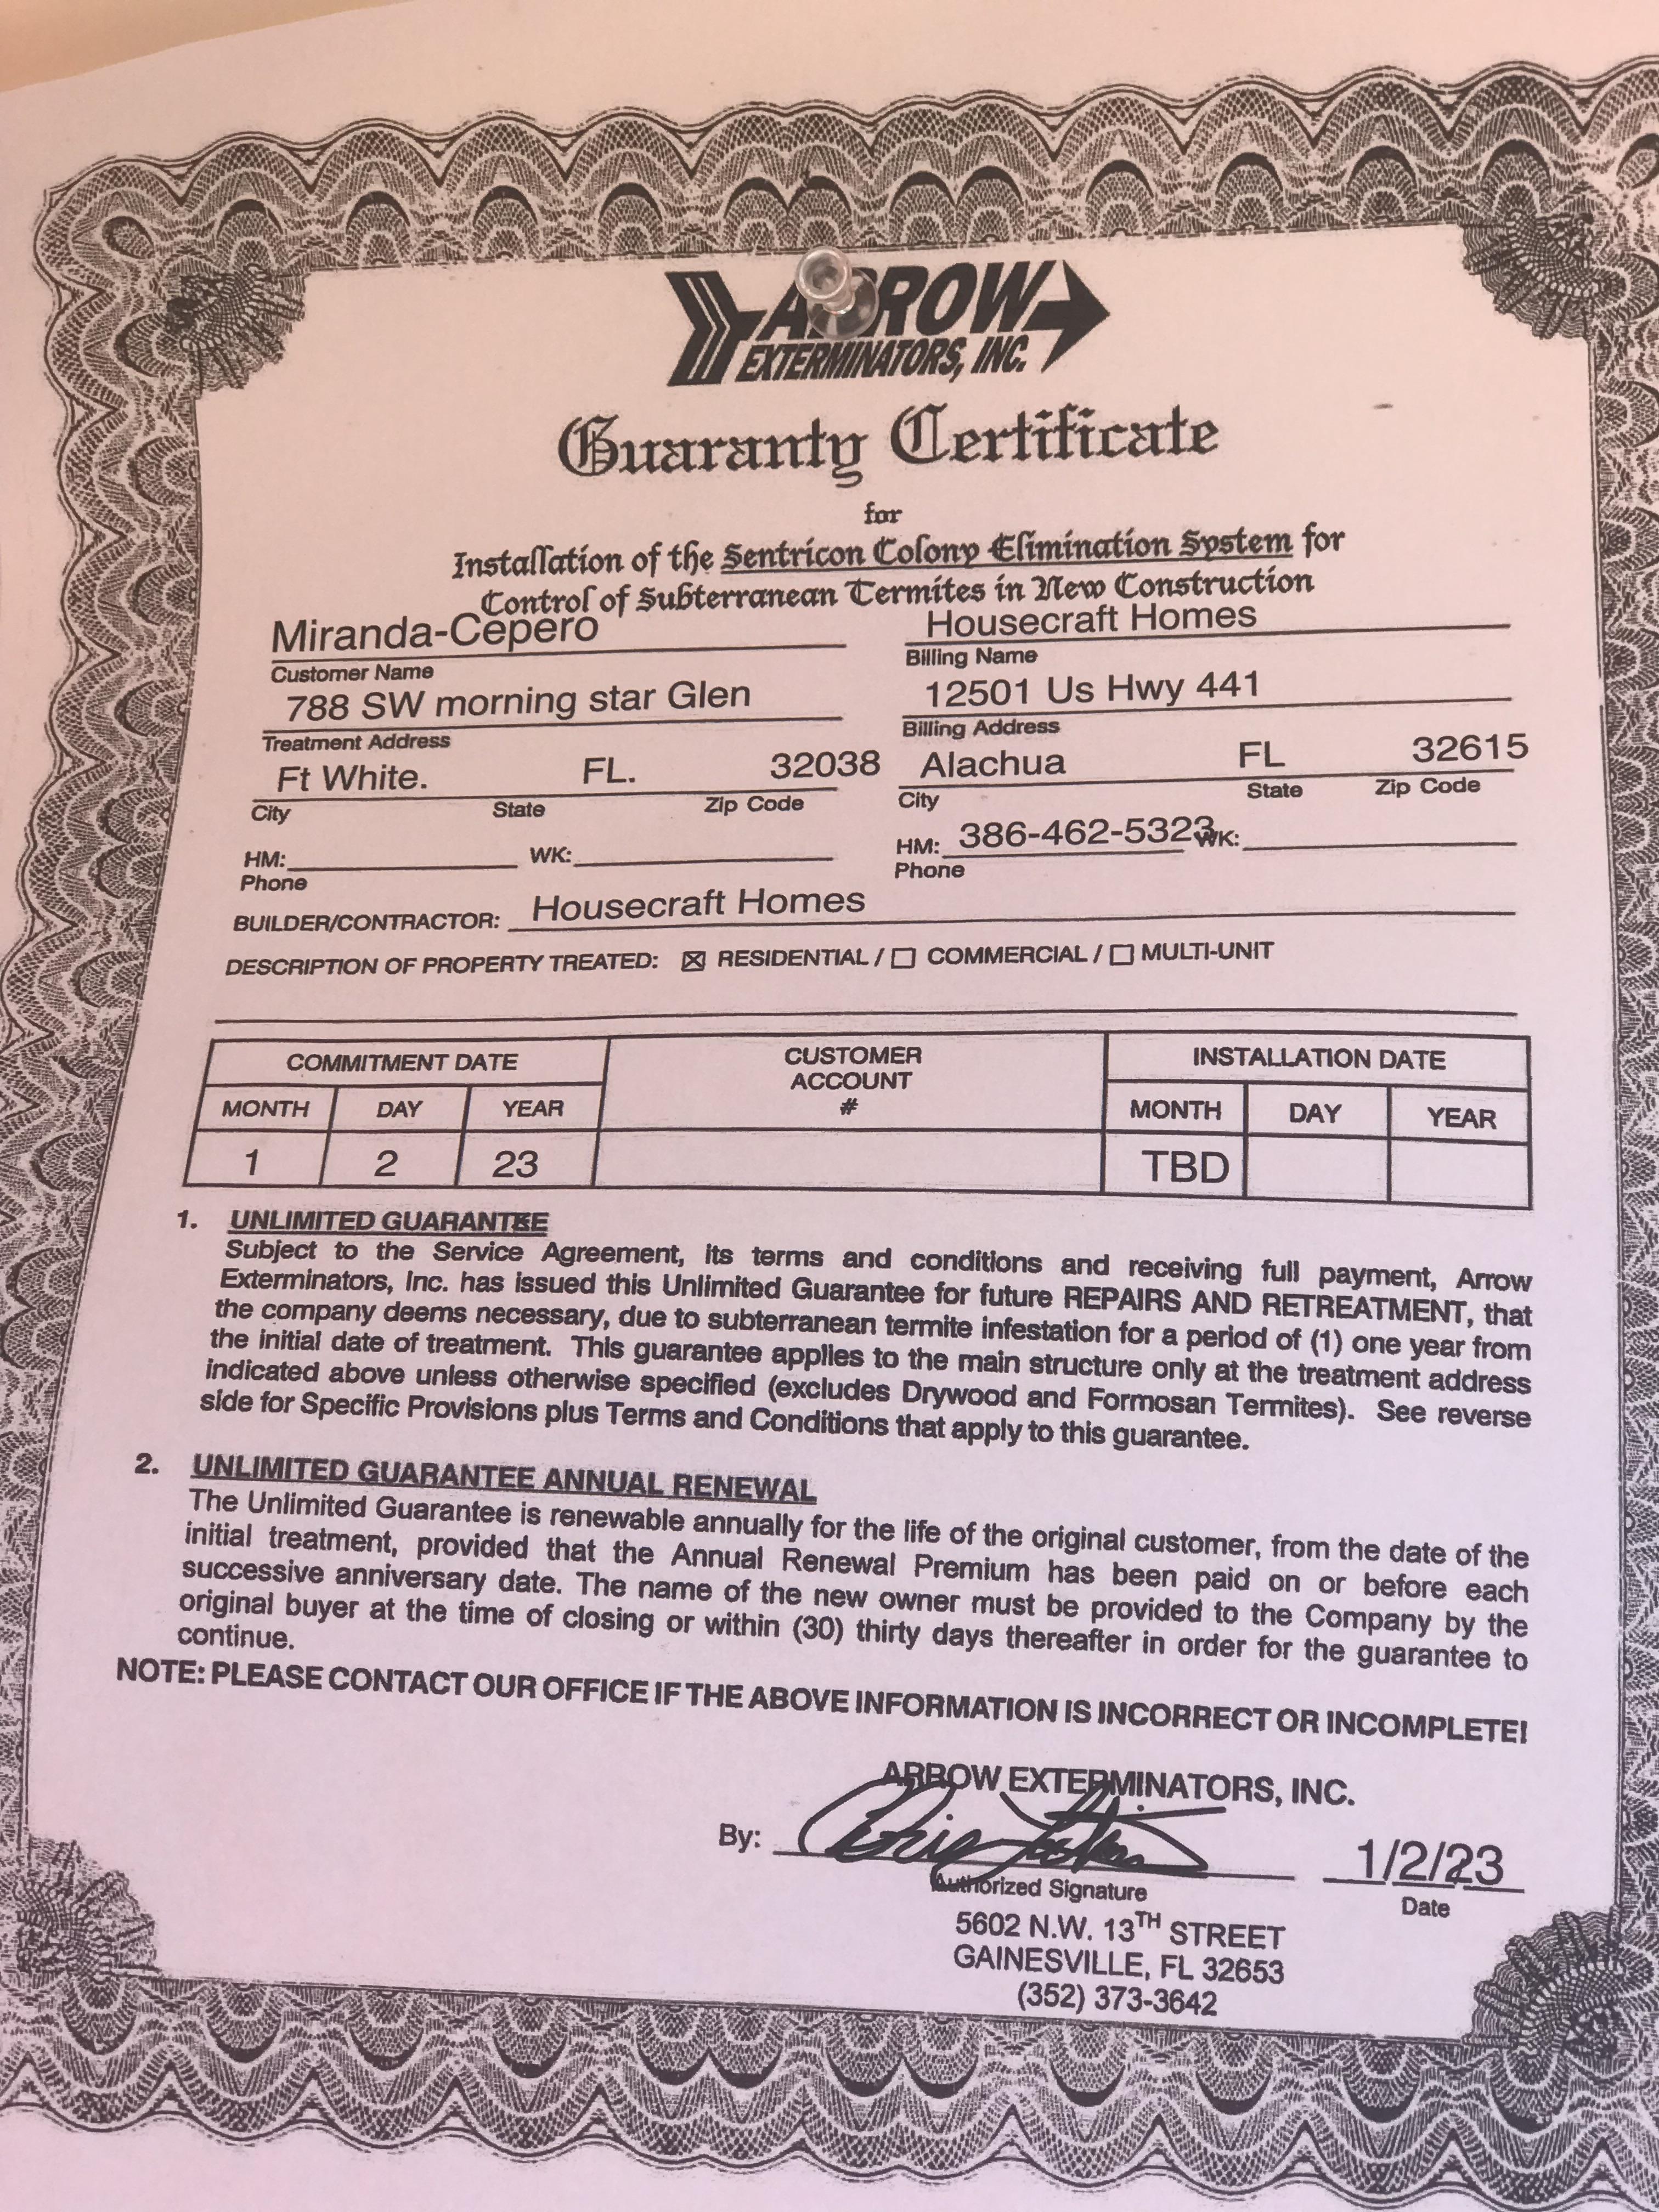 ARROW
EXTERMINATORS, INC.
Guaranty Certificate
for
Installation of the Sentricon Colony Elimination System for
Control of Subterranean Termites in New Construction
Miranda-Cepero Housecraft Homes
Customer Name Billing Name
788 SW morning star Glen 12501 Us Hwy 441
Treatment Address Billing Address
Ft White. FL. 32038 Alachua FL 32615
City State Zip Code City State Zip Code
HM: WK: HM: 386-462-5323 WK:
Phone Phone
BUILDER/CONTRACTOR: Housecraft Homes
DESCRIPTION OF PROPERTY TREATED: ☒ RESIDENTIAL / ☐ COMMERCIAL / ☐ MULTI-UNIT
COMMITMENT DATE CUSTOMER ACCOUNT # INSTALLATION DATE
MONTH DAY YEAR MONTH DAY YEAR
1 2 23 TBD
1. UNLIMITED GUARANTEE
Subject to the Service Agreement, its terms and conditions and receiving full payment, Arrow
Exterminators, Inc. has issued this Unlimited Guarantee for future REPAIRS AND RETREATMENT, that
the company deems necessary, due to subterranean termite infestation for a period of (1) one year from
the initial date of treatment. This guarantee applies to the main structure only at the treatment address
indicated above unless otherwise specified (excludes Drywood and Formosan Termites). See reverse
side for Specific Provisions plus Terms and Conditions that apply to this guarantee.
2. UNLIMITED GUARANTEE ANNUAL RENEWAL
The Unlimited Guarantee is renewable annually for the life of the original customer, from the date of the
initial treatment, provided that the Annual Renewal Premium has been paid on or before each
successive anniversary date. The name of the new owner must be provided to the Company by the
original buyer at the time of closing or within (30) thirty days thereafter in order for the guarantee to
continue.
NOTE: PLEASE CONTACT OUR OFFICE IF THE ABOVE INFORMATION IS INCORRECT OR INCOMPLETE!
ARROW EXTERMINATORS, INC.
By: 1/2/23
Authorized Signature Date
5602 N.W. 13TH STREET
GAINESVILLE, FL 32653
(352) 373-3642